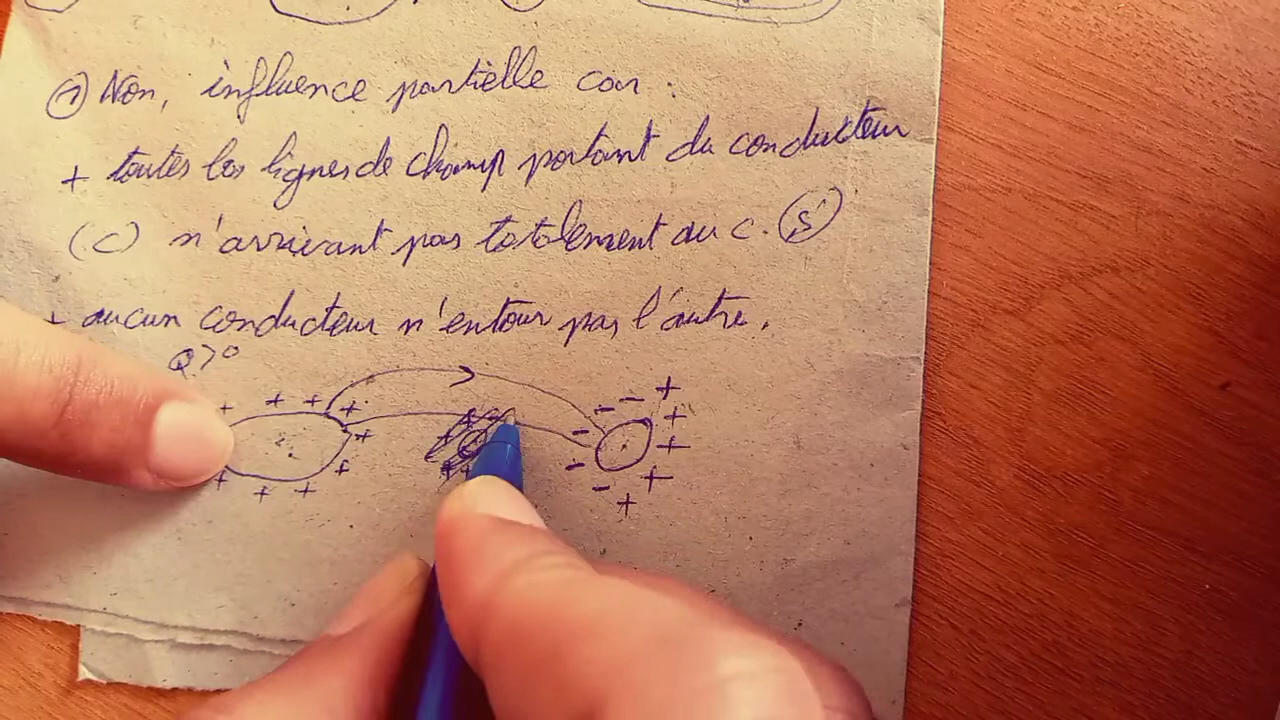 ① Non, influence partielle car :
+ toutes les lignes de champ partant du conducteur
(C) n'arrivant pas totalement au c. (S')
+ aucun conducteur n'entour pas l'autre.
Q>0
+ + + + + + + + + +
- - - - - -
+ + + + +